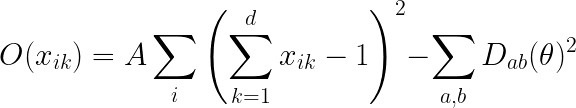 $O(x_{ik}) = A \sum_{i} \left( \sum_{k=1}^{d} x_{ik} - 1 \right)^2 - \sum_{a,b} D_{ab}(\theta)^2$